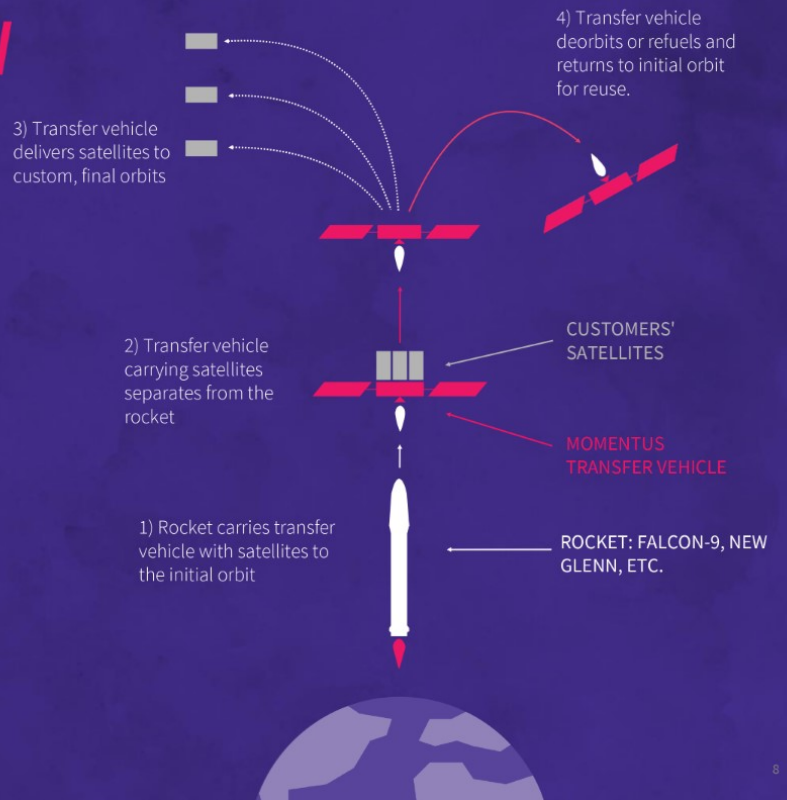 4) Transfer vehicle
deorbits or refuels and
returns to initial orbit
for reuse.
3) Transfer vehicle
delivers satellites to
custom, final orbits
CUSTOMERS'
SATELLITES
2) Transfer vehicle
carrying satellites
separates from the
rocket
MOMENTUS
TRANSFER VEHICLE
1) Rocket carries transfer
vehicle with satellites to
the initial orbit
ROCKET: FALCON-9, NEW
GLENN, ETC.
8